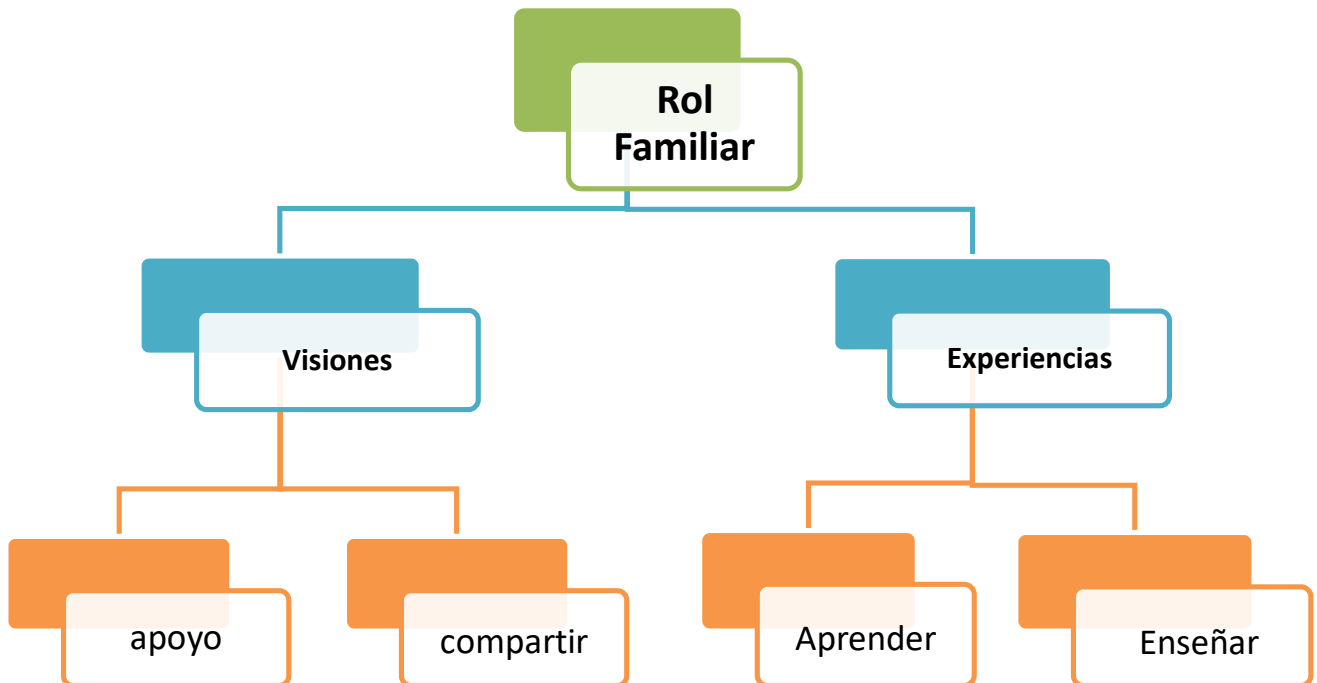 Rol
Familiar
Visiones
Experiencias
apoyo
compartir
Aprender
Enseñar